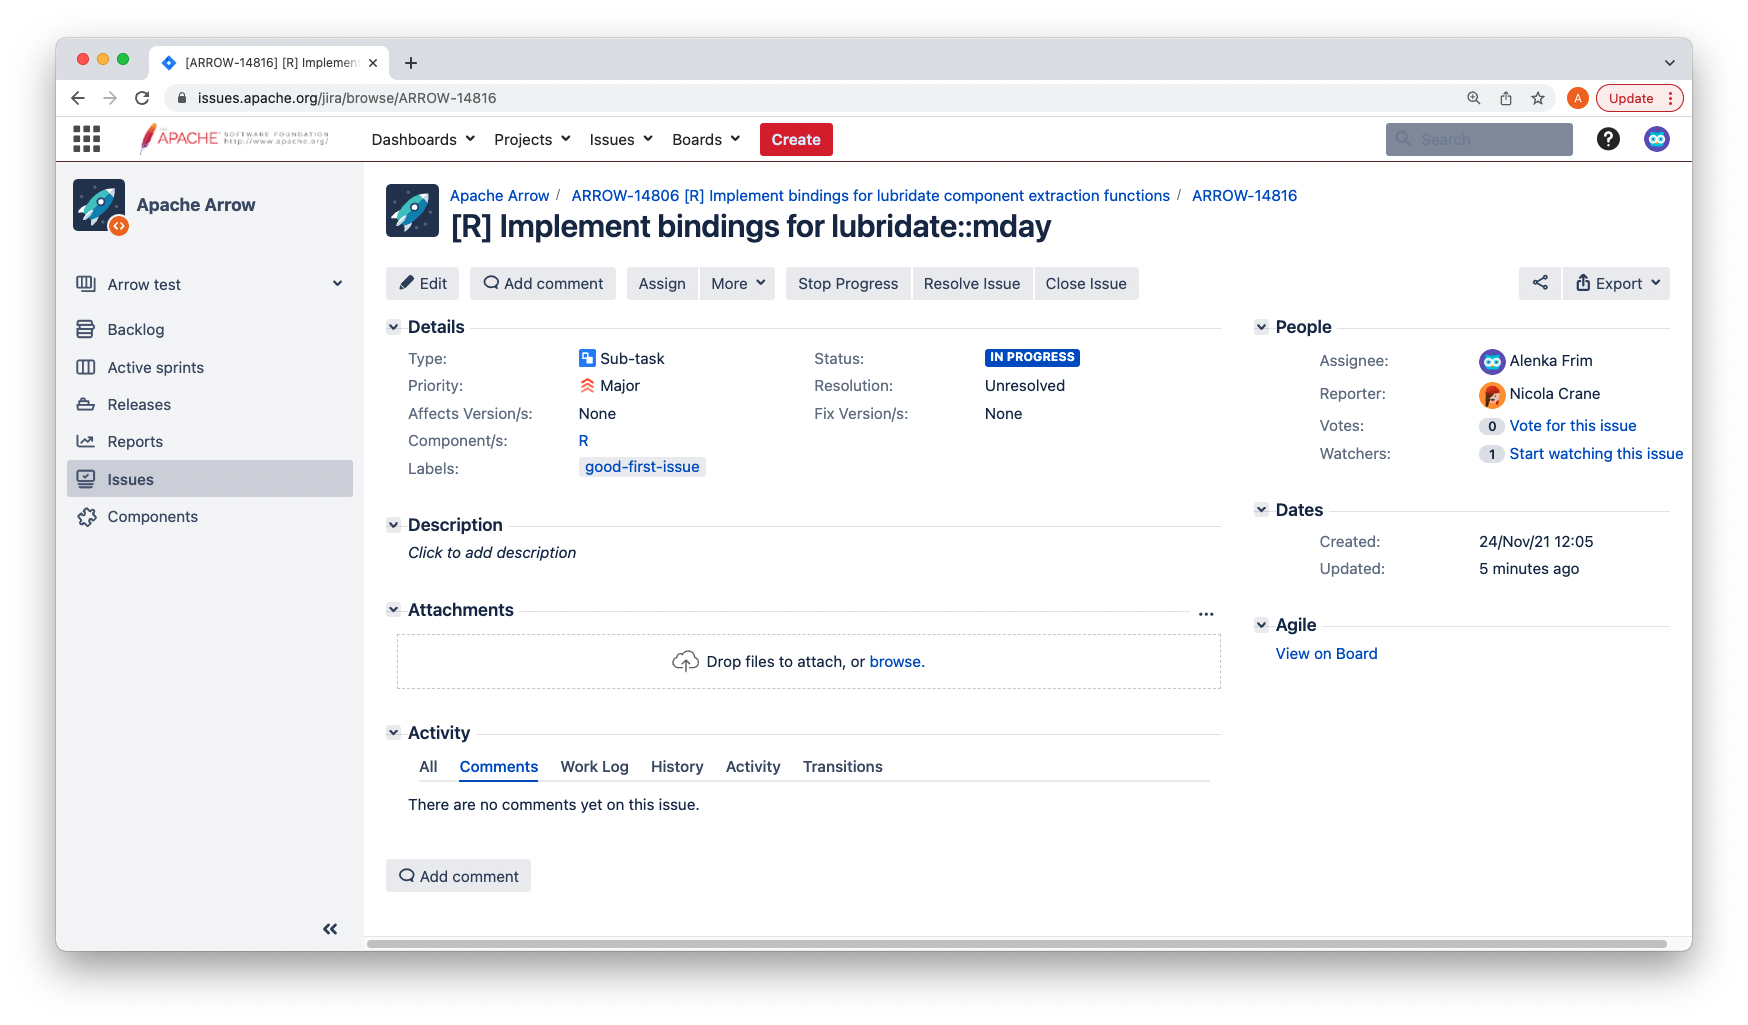 [ARROW-14816] [R] Implement
issues.apache.org/jira/browse/ARROW-14816
A
Update
THE APACHE SOFTWARE FOUNDATION
http://www.apache.org/
Dashboards
Projects
Issues
Boards
Create
Search
Apache Arrow
Arrow test
Backlog
Active sprints
Releases
Reports
Issues
Components
Apache Arrow / ARROW-14806 [R] Implement bindings for lubridate component extraction functions / ARROW-14816
[R] Implement bindings for lubridate::mday
Edit
Add comment
Assign
More
Stop Progress
Resolve Issue
Close Issue
Export
Details
Type: Sub-task
Status: IN PROGRESS
Priority: Major
Resolution: Unresolved
Affects Version/s: None
Fix Version/s: None
Component/s: R
Labels: good-first-issue
Description
Click to add description
Attachments
Drop files to attach, or browse.
Activity
All Comments Work Log History Activity Transitions
There are no comments yet on this issue.
Add comment
People
Assignee: Alenka Frim
Reporter: Nicola Crane
Votes: 0 Vote for this issue
Watchers: 1 Start watching this issue
Dates
Created: 24/Nov/21 12:05
Updated: 5 minutes ago
Agile
View on Board